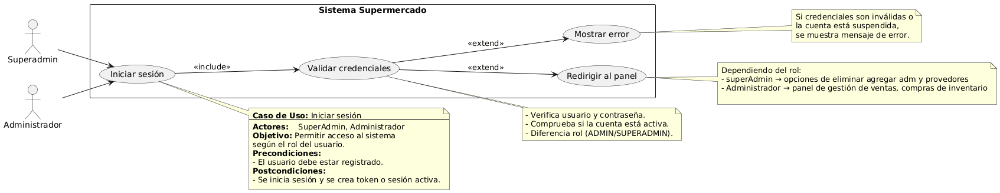 Sistema Supermercado
Superadmin
Administrador
Iniciar sesión
«include»
Validar credenciales
«extend»
Mostrar error
«extend»
Redirigir al panel
Si credenciales son inválidas o
la cuenta está suspendida,
se muestra mensaje de error.
Dependiendo del rol:
- superAdmin → opciones de eliminar agregar adm y provedores
- Administrador → panel de gestión de ventas, compras de inventario
Caso de Uso: Iniciar sesión
Actores: SuperAdmin, Administrador
Objetivo: Permitir acceso al sistema
según el rol del usuario.
Precondiciones:
- El usuario debe estar registrado.
Postcondiciones:
- Se inicia sesión y se crea token o sesión activa.
- Verifica usuario y contraseña.
- Comprueba si la cuenta está activa.
- Diferencia rol (ADMIN/SUPERADMIN).